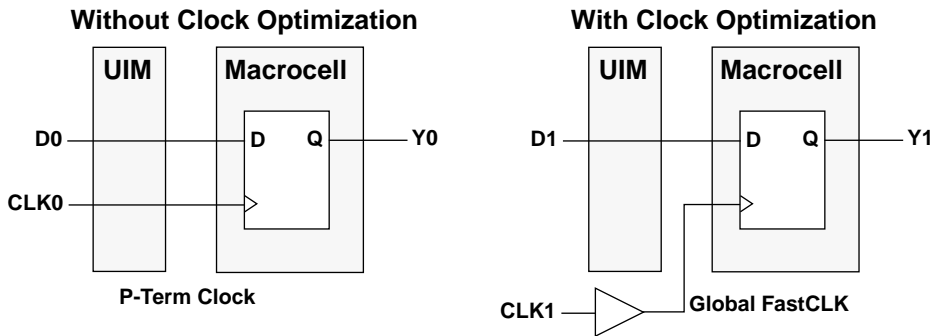 Without Clock Optimization
With Clock Optimization
UIM
Macrocell
UIM
Macrocell
D0
D
Q
Y0
D1
D
Q
Y1
CLK0
P-Term Clock
CLK1
Global FastCLK